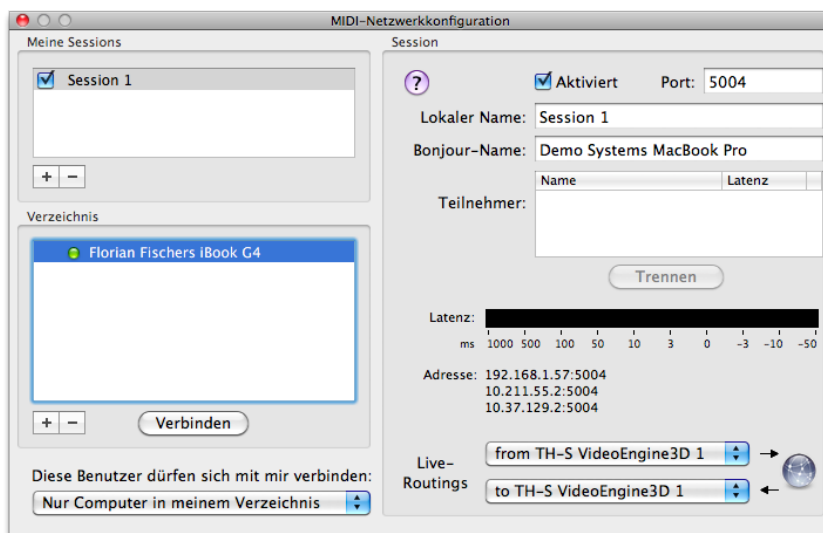 MIDI-Netzwerkkonfiguration
Meine Sessions
Session 1
+ −
Verzeichnis
Florian Fischers iBook G4
+ −
Verbinden
Diese Benutzer dürfen sich mit mir verbinden:
Nur Computer in meinem Verzeichnis
Session
? Aktiviert Port: 5004
Lokaler Name: Session 1
Bonjour-Name: Demo Systems MacBook Pro
Teilnehmer:
Name Latenz
Trennen
Latenz:
ms 1000 500 100 50 10 3 0 -3 -10 -50
Adresse: 192.168.1.57:5004
10.211.55.2:5004
10.37.129.2:5004
Live-
Routings
from TH-S VideoEngine3D 1
to TH-S VideoEngine3D 1